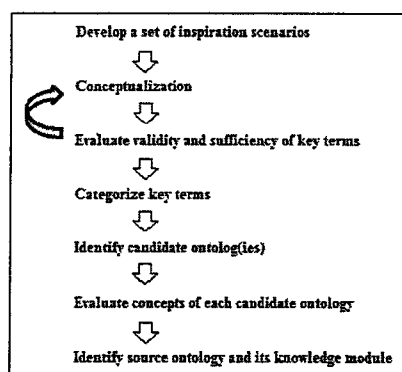 Develop a set of inspiration scenarios
Conceptualization
Evaluate validity and sufficiency of key terms
Categorize key terms
Identify candidate ontolog(ies)
Evaluate concepts of each candidate ontology
Identify source ontology and its knowledge module